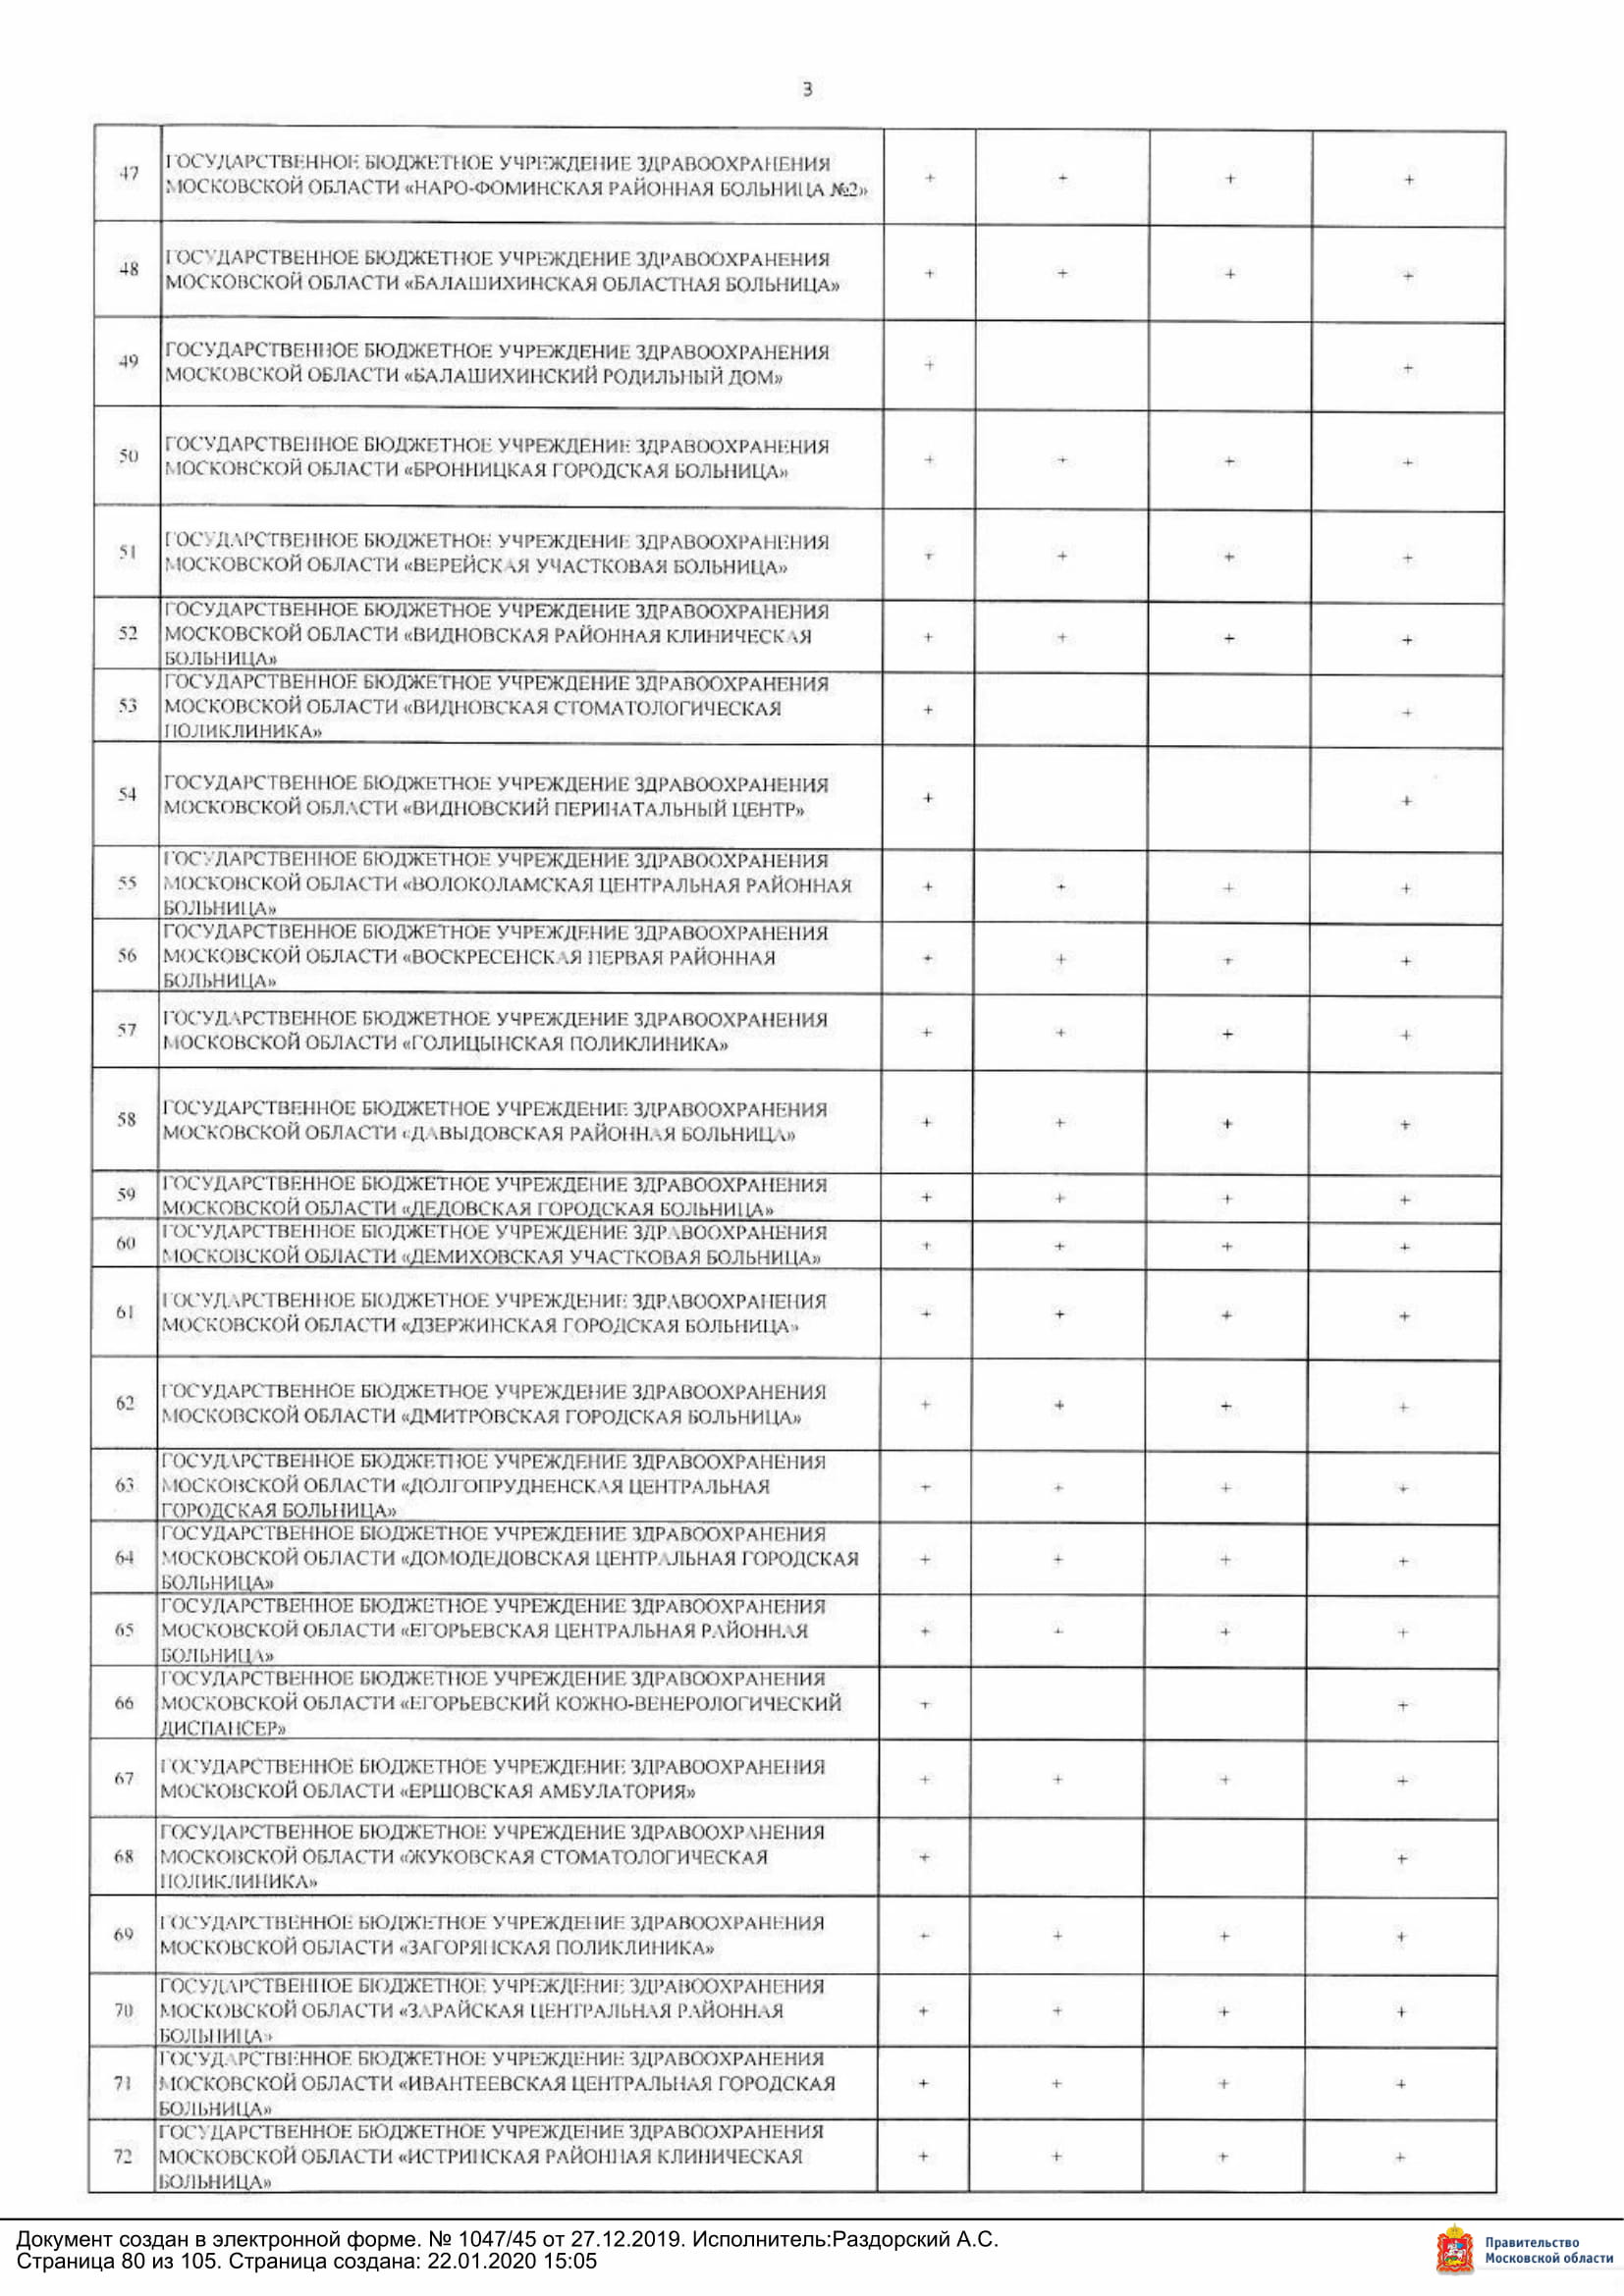 3
47
ГОСУДАРСТВЕННОЕ БЮДЖЕТНОЕ УЧРЕЖДЕНИЕ ЗДРАВООХРАНЕНИЯ
МОСКОВСКОЙ ОБЛАСТИ «НАРО-ФОМИНСКАЯ РАЙОННАЯ БОЛЬНИЦА №2»
+ + + +
48
ГОСУДАРСТВЕННОЕ БЮДЖЕТНОЕ УЧРЕЖДЕНИЕ ЗДРАВООХРАНЕНИЯ
МОСКОВСКОЙ ОБЛАСТИ «БАЛАШИХИНСКАЯ ОБЛАСТНАЯ БОЛЬНИЦА»
+ + + +
49
ГОСУДАРСТВЕННОЕ БЮДЖЕТНОЕ УЧРЕЖДЕНИЕ ЗДРАВООХРАНЕНИЯ
МОСКОВСКОЙ ОБЛАСТИ «БАЛАШИХИНСКИЙ РОДИЛЬНЫЙ ДОМ»
+ +
50
ГОСУДАРСТВЕННОЕ БЮДЖЕТНОЕ УЧРЕЖДЕНИЕ ЗДРАВООХРАНЕНИЯ
МОСКОВСКОЙ ОБЛАСТИ «БРОННИЦКАЯ ГОРОДСКАЯ БОЛЬНИЦА»
+ + + +
51
ГОСУДАРСТВЕННОЕ БЮДЖЕТНОЕ УЧРЕЖДЕНИЕ ЗДРАВООХРАНЕНИЯ
МОСКОВСКОЙ ОБЛАСТИ «ВЕРЕЙСКАЯ УЧАСТКОВАЯ БОЛЬНИЦА»
+ + + +
52
ГОСУДАРСТВЕННОЕ БЮДЖЕТНОЕ УЧРЕЖДЕНИЕ ЗДРАВООХРАНЕНИЯ
МОСКОВСКОЙ ОБЛАСТИ «ВИДНОВСКАЯ РАЙОННАЯ КЛИНИЧЕСКАЯ
БОЛЬНИЦА»
+ + + +
53
ГОСУДАРСТВЕННОЕ БЮДЖЕТНОЕ УЧРЕЖДЕНИЕ ЗДРАВООХРАНЕНИЯ
МОСКОВСКОЙ ОБЛАСТИ «ВИДНОВСКАЯ СТОМАТОЛОГИЧЕСКАЯ
ПОЛИКЛИНИКА»
+ +
54
ГОСУДАРСТВЕННОЕ БЮДЖЕТНОЕ УЧРЕЖДЕНИЕ ЗДРАВООХРАНЕНИЯ
МОСКОВСКОЙ ОБЛАСТИ «ВИДНОВСКИЙ ПЕРИНАТАЛЬНЫЙ ЦЕНТР»
+ +
55
ГОСУДАРСТВЕННОЕ БЮДЖЕТНОЕ УЧРЕЖДЕНИЕ ЗДРАВООХРАНЕНИЯ
МОСКОВСКОЙ ОБЛАСТИ «ВОЛОКОЛАМСКАЯ ЦЕНТРАЛЬНАЯ РАЙОННАЯ
БОЛЬНИЦА»
+ + + +
56
ГОСУДАРСТВЕННОЕ БЮДЖЕТНОЕ УЧРЕЖДЕНИЕ ЗДРАВООХРАНЕНИЯ
МОСКОВСКОЙ ОБЛАСТИ «ВОСКРЕСЕНСКАЯ ПЕРВАЯ РАЙОННАЯ
БОЛЬНИЦА»
+ + + +
57
ГОСУДАРСТВЕННОЕ БЮДЖЕТНОЕ УЧРЕЖДЕНИЕ ЗДРАВООХРАНЕНИЯ
МОСКОВСКОЙ ОБЛАСТИ «ГОЛИЦЫНСКАЯ ПОЛИКЛИНИКА»
+ + + +
58
ГОСУДАРСТВЕННОЕ БЮДЖЕТНОЕ УЧРЕЖДЕНИЕ ЗДРАВООХРАНЕНИЯ
МОСКОВСКОЙ ОБЛАСТИ «ДАВЫДОВСКАЯ РАЙОННАЯ БОЛЬНИЦА»
+ + + +
59
ГОСУДАРСТВЕННОЕ БЮДЖЕТНОЕ УЧРЕЖДЕНИЕ ЗДРАВООХРАНЕНИЯ
МОСКОВСКОЙ ОБЛАСТИ «ДЕДОВСКАЯ ГОРОДСКАЯ БОЛЬНИЦА»
+ + + +
60
ГОСУДАРСТВЕННОЕ БЮДЖЕТНОЕ УЧРЕЖДЕНИЕ ЗДРАВООХРАНЕНИЯ
МОСКОВСКОЙ ОБЛАСТИ «ДЕМИХОВСКАЯ УЧАСТКОВАЯ БОЛЬНИЦА»
+ + + +
61
ГОСУДАРСТВЕННОЕ БЮДЖЕТНОЕ УЧРЕЖДЕНИЕ ЗДРАВООХРАНЕНИЯ
МОСКОВСКОЙ ОБЛАСТИ «ДЗЕРЖИНСКАЯ ГОРОДСКАЯ БОЛЬНИЦА»
+ + + +
62
ГОСУДАРСТВЕННОЕ БЮДЖЕТНОЕ УЧРЕЖДЕНИЕ ЗДРАВООХРАНЕНИЯ
МОСКОВСКОЙ ОБЛАСТИ «ДМИТРОВСКАЯ ГОРОДСКАЯ БОЛЬНИЦА»
+ + + +
63
ГОСУДАРСТВЕННОЕ БЮДЖЕТНОЕ УЧРЕЖДЕНИЕ ЗДРАВООХРАНЕНИЯ
МОСКОВСКОЙ ОБЛАСТИ «ДОЛГОПРУДНЕНСКАЯ ЦЕНТРАЛЬНАЯ
ГОРОДСКАЯ БОЛЬНИЦА»
+ + + +
64
ГОСУДАРСТВЕННОЕ БЮДЖЕТНОЕ УЧРЕЖДЕНИЕ ЗДРАВООХРАНЕНИЯ
МОСКОВСКОЙ ОБЛАСТИ «ДОМОДЕДОВСКАЯ ЦЕНТРАЛЬНАЯ ГОРОДСКАЯ
БОЛЬНИЦА»
+ + + +
65
ГОСУДАРСТВЕННОЕ БЮДЖЕТНОЕ УЧРЕЖДЕНИЕ ЗДРАВООХРАНЕНИЯ
МОСКОВСКОЙ ОБЛАСТИ «ЕГОРЬЕВСКАЯ ЦЕНТРАЛЬНАЯ РАЙОННАЯ
БОЛЬНИЦА»
+ + + +
66
ГОСУДАРСТВЕННОЕ БЮДЖЕТНОЕ УЧРЕЖДЕНИЕ ЗДРАВООХРАНЕНИЯ
МОСКОВСКОЙ ОБЛАСТИ «ЕГОРЬЕВСКИЙ КОЖНО-ВЕНЕРОЛОГИЧЕСКИЙ
ДИСПАНСЕР»
+ +
67
ГОСУДАРСТВЕННОЕ БЮДЖЕТНОЕ УЧРЕЖДЕНИЕ ЗДРАВООХРАНЕНИЯ
МОСКОВСКОЙ ОБЛАСТИ «ЕРШОВСКАЯ АМБУЛАТОРИЯ»
+ + + +
68
ГОСУДАРСТВЕННОЕ БЮДЖЕТНОЕ УЧРЕЖДЕНИЕ ЗДРАВООХРАНЕНИЯ
МОСКОВСКОЙ ОБЛАСТИ «ЖУКОВСКАЯ СТОМАТОЛОГИЧЕСКАЯ
ПОЛИКЛИНИКА»
+ +
69
ГОСУДАРСТВЕННОЕ БЮДЖЕТНОЕ УЧРЕЖДЕНИЕ ЗДРАВООХРАНЕНИЯ
МОСКОВСКОЙ ОБЛАСТИ «ЗАГОРЯНСКАЯ ПОЛИКЛИНИКА»
+ + + +
70
ГОСУДАРСТВЕННОЕ БЮДЖЕТНОЕ УЧРЕЖДЕНИЕ ЗДРАВООХРАНЕНИЯ
МОСКОВСКОЙ ОБЛАСТИ «ЗАРАЙСКАЯ ЦЕНТРАЛЬНАЯ РАЙОННАЯ
БОЛЬНИЦА»
+ + + +
71
ГОСУДАРСТВЕННОЕ БЮДЖЕТНОЕ УЧРЕЖДЕНИЕ ЗДРАВООХРАНЕНИЯ
МОСКОВСКОЙ ОБЛАСТИ «ИВАНТЕЕВСКАЯ ЦЕНТРАЛЬНАЯ ГОРОДСКАЯ
БОЛЬНИЦА»
+ + + +
72
ГОСУДАРСТВЕННОЕ БЮДЖЕТНОЕ УЧРЕЖДЕНИЕ ЗДРАВООХРАНЕНИЯ
МОСКОВСКОЙ ОБЛАСТИ «ИСТРИНСКАЯ РАЙОННАЯ КЛИНИЧЕСКАЯ
БОЛЬНИЦА»
+ + + +
Документ создан в электронной форме. № 1047/45 от 27.12.2019. Исполнитель:Раздорский А.С.
Страница 80 из 105. Страница создана: 22.01.2020 15:05
Правительство
Московской области